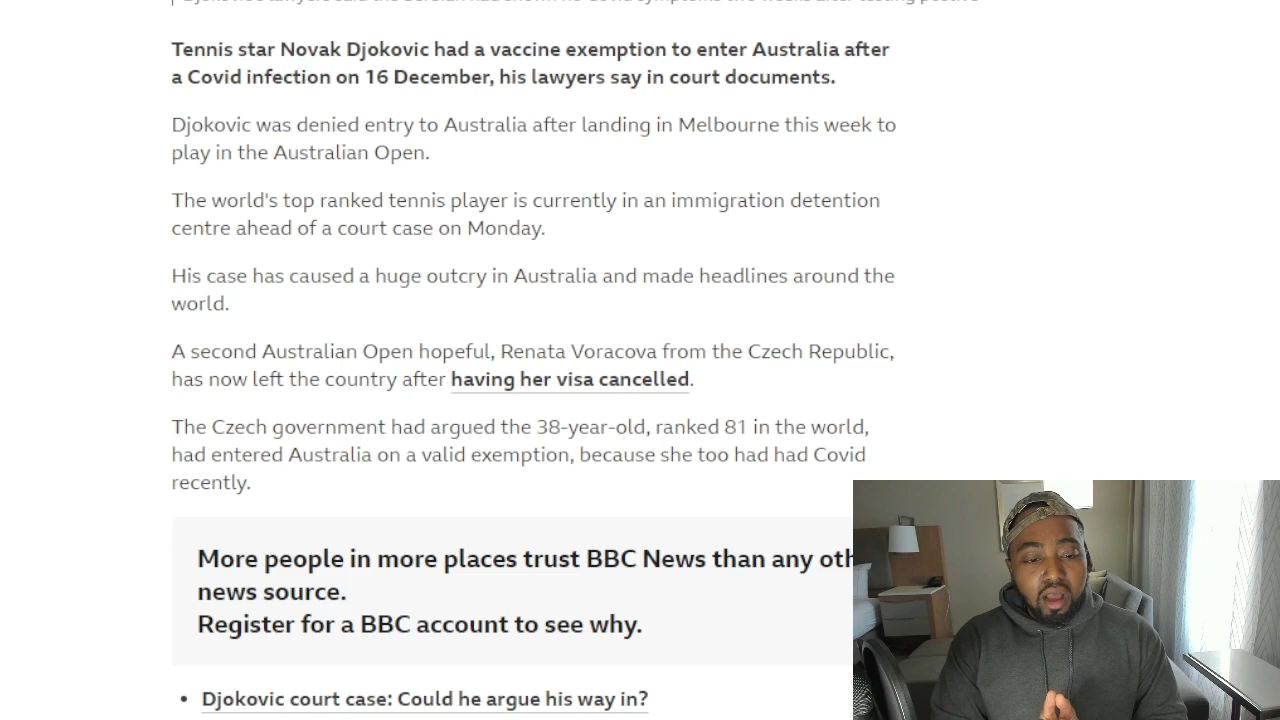 Tennis star Novak Djokovic had a vaccine exemption to enter Australia after
a Covid infection on 16 December, his lawyers say in court documents.
Djokovic was denied entry to Australia after landing in Melbourne this week to
play in the Australian Open.
The world's top ranked tennis player is currently in an immigration detention
centre ahead of a court case on Monday.
His case has caused a huge outcry in Australia and made headlines around the
world.
A second Australian Open hopeful, Renata Voracova from the Czech Republic,
has now left the country after having her visa cancelled.
The Czech government had argued the 38-year-old, ranked 81 in the world,
had entered Australia on a valid exemption, because she too had had Covid
recently.
More people in more places trust BBC News than any oth
news source.
Register for a BBC account to see why.
• Djokovic court case: Could he argue his way in?